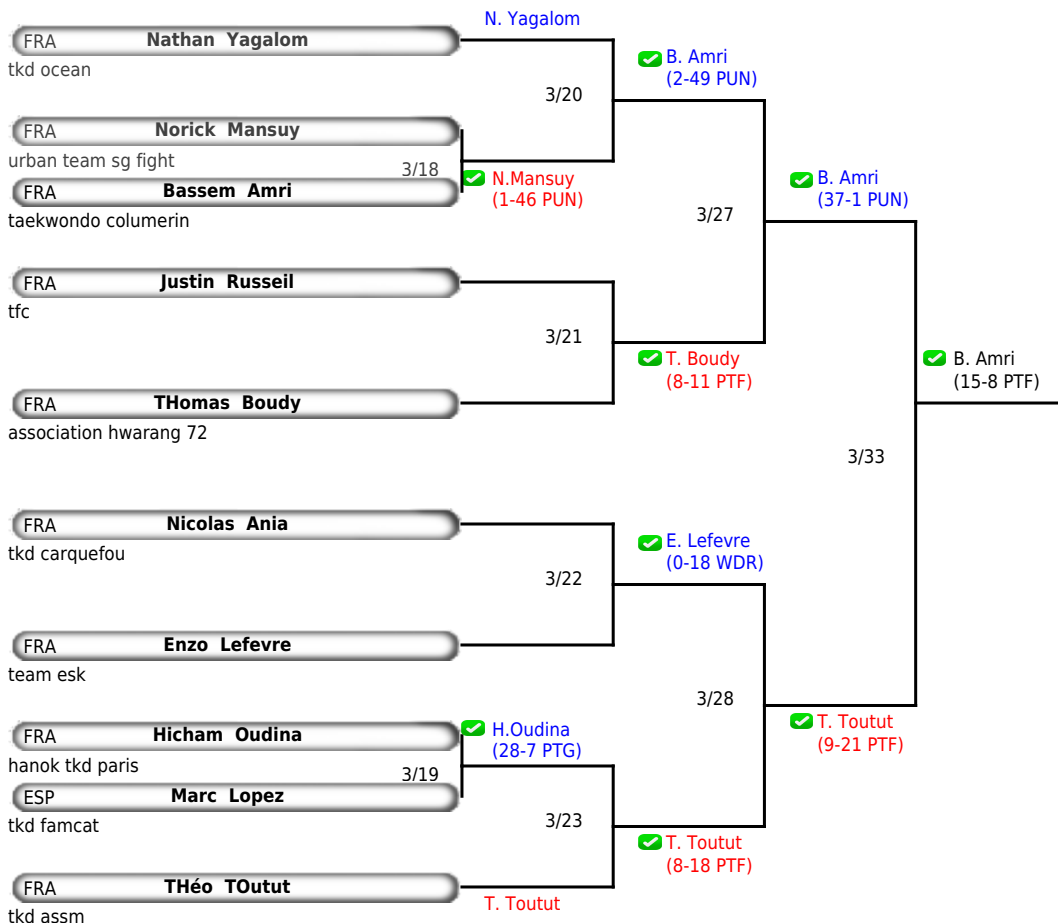 N. Yagalom
FRA Nathan Yagalom
tkd ocean
B. Amri
(2-49 PUN)
3/20
FRA Norick Mansuy
urban team sg fight
3/18
N.Mansuy
(1-46 PUN)
FRA Bassem Amri
taekwondo columerin
B. Amri
(37-1 PUN)
3/27
FRA Justin Russeil
tfc
3/21
T. Boudy
(8-11 PTF)
B. Amri
(15-8 PTF)
FRA THomas Boudy
association hwarang 72
3/33
FRA Nicolas Ania
tkd carquefou
E. Lefevre
(0-18 WDR)
3/22
FRA Enzo Lefevre
team esk
3/28
FRA Hicham Oudina
hanok tkd paris
H.Oudina
(28-7 PTG)
T. Toutut
(9-21 PTF)
3/19
ESP Marc Lopez
tkd famcat
3/23
T. Toutut
(8-18 PTF)
FRA THéo TOutut
tkd assm
T. Toutut